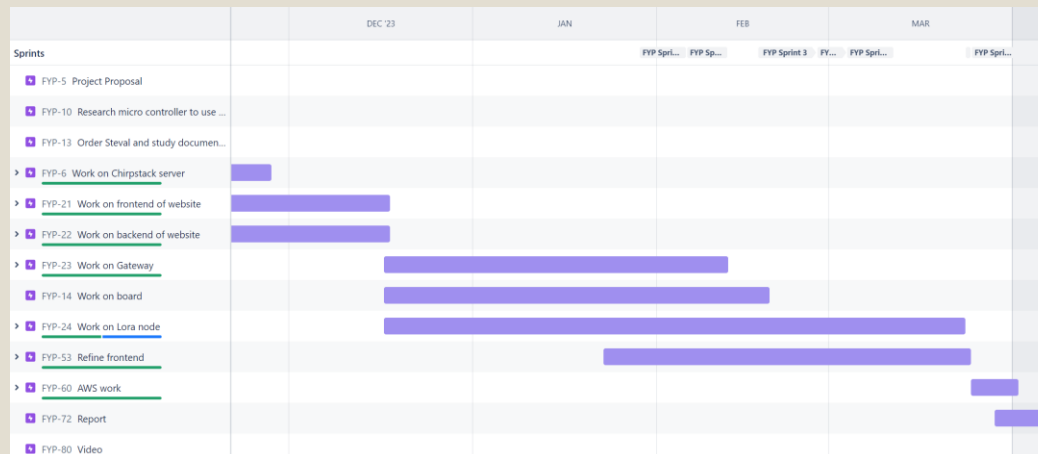 DEC '23 JAN FEB MAR
Sprints FYP Spri... FYP Sp... FYP Sprint 3 FY... FYP Spri... FYP Spri...
FYP-5 Project Proposal
FYP-10 Research micro controller to use ...
FYP-13 Order Steval and study documen...
FYP-6 Work on Chirpstack server
FYP-21 Work on frontend of website
FYP-22 Work on backend of website
FYP-23 Work on Gateway
FYP-14 Work on board
FYP-24 Work on Lora node
FYP-53 Refine frontend
FYP-60 AWS work
FYP-72 Report
FYP-80 Video